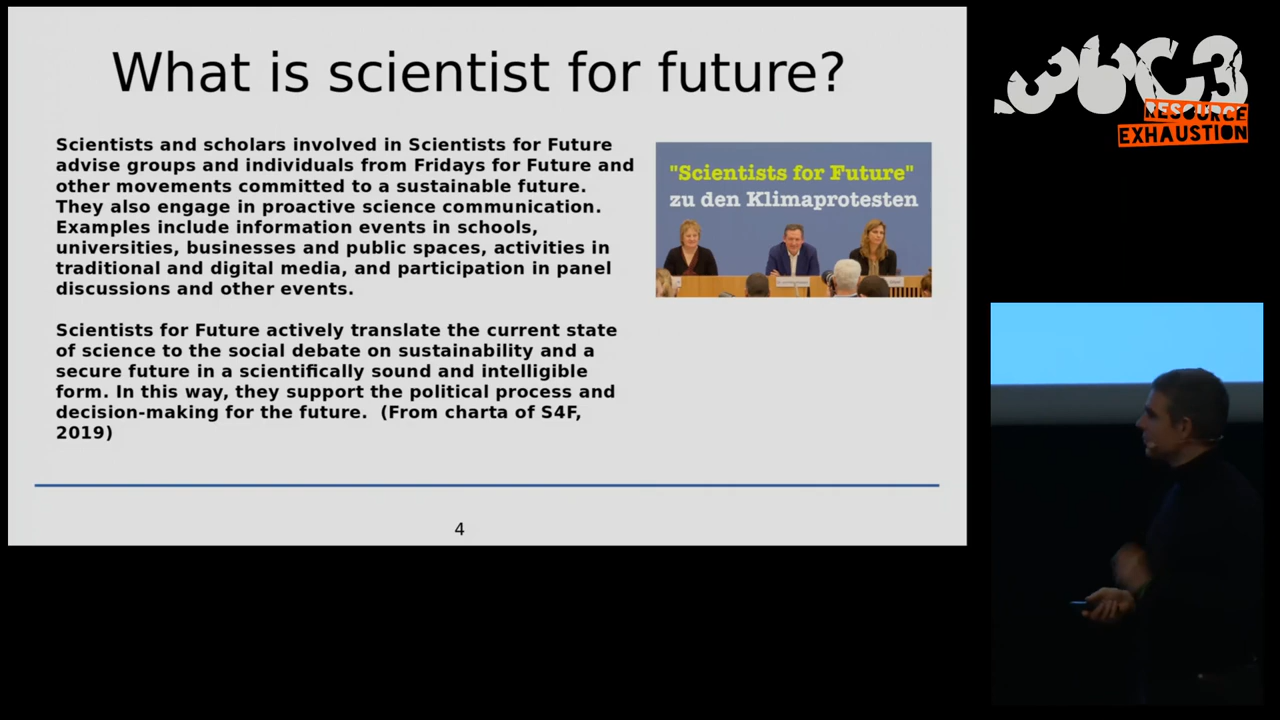 What is scientist for future?
Scientists and scholars involved in Scientists for Future
advise groups and individuals from Fridays for Future and
other movements committed to a sustainable future.
They also engage in proactive science communication.
Examples include information events in schools,
universities, businesses and public spaces, activities in
traditional and digital media, and participation in panel
discussions and other events.
Scientists for Future actively translate the current state
of science to the social debate on sustainability and a
secure future in a scientifically sound and intelligible
form. In this way, they support the political process and
decision-making for the future.  (From charta of S4F,
2019)
"Scientists for Future"
zu den Klimaprotesten
4
36C3
RESOURCE
EXHAUSTION